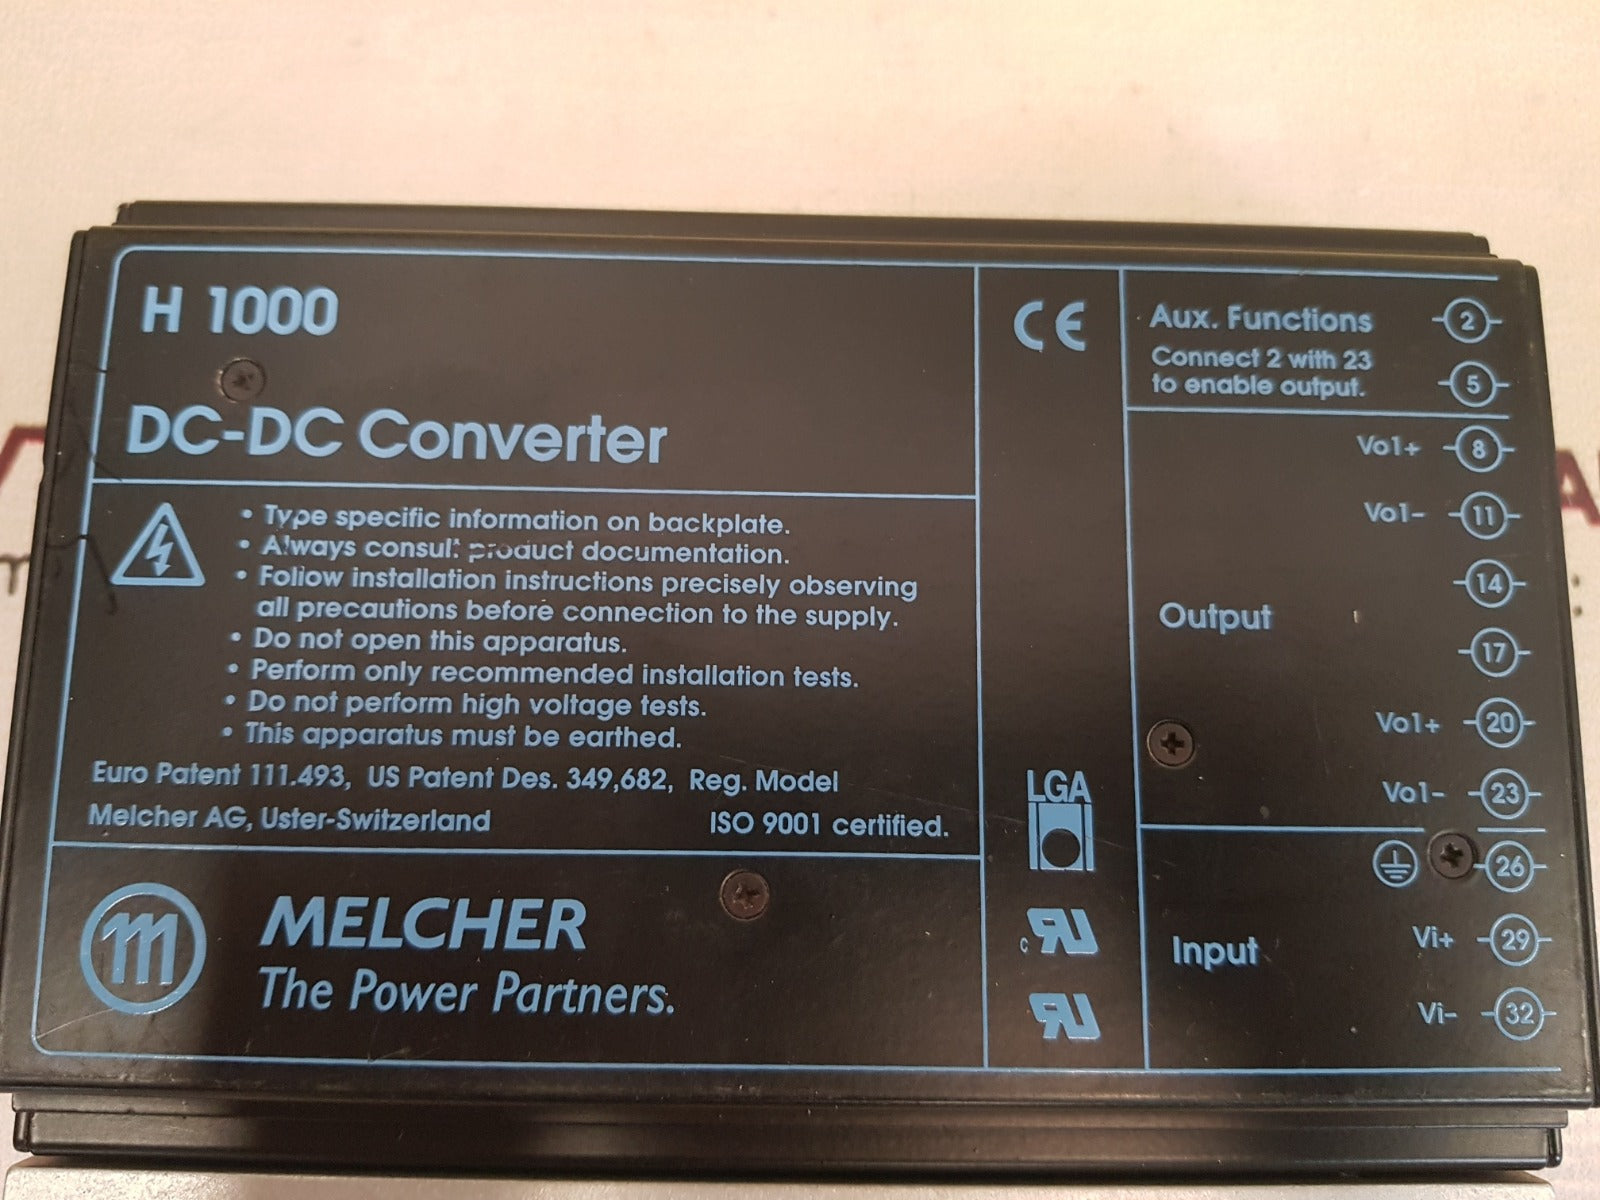 H 1000
DC-DC Converter
• Type specific information on backplate.
• Always consult product documentation.
• Follow installation instructions precisely observing
all precautions before connection to the supply.
• Do not open this apparatus.
• Perform only recommended installation tests.
• Do not perform high voltage tests.
• This apparatus must be earthed.
Euro Patent 111.493, US Patent Des. 349,682, Reg. Model
Melcher AG, Uster-Switzerland ISO 9001 certified.
m MELCHER
The Power Partners.
CE
LGA
c RU
RU
Aux. Functions 2
Connect 2 with 23
to enable output. 5
Vo1+ 8
Vo1- 11
14
Output
17
Vo1+ 20
Vo1- 23
26
Vi+ 29
Input
Vi- 32